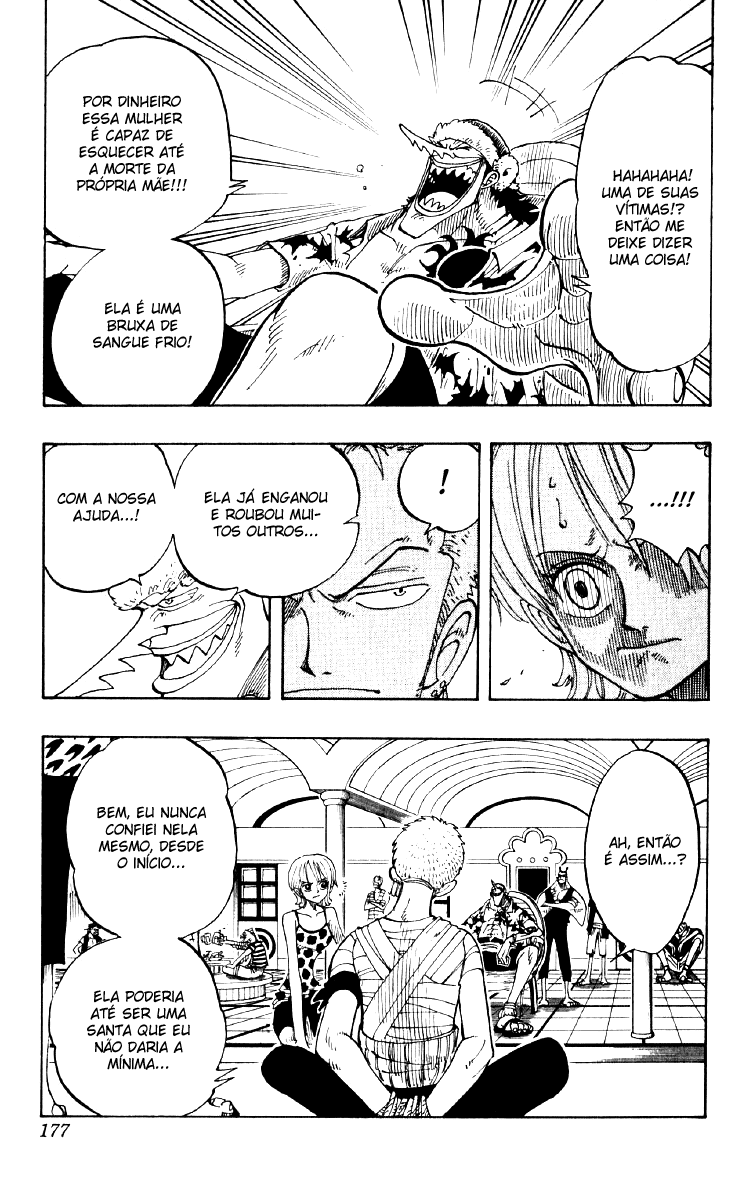 HAHAHAHA!
UMA DE SUAS
VÍTIMAS!?
ENTÃO ME
DEIXE DIZER
UMA COISA!
POR DINHEIRO
ESSA MULHER
É CAPAZ DE
ESQUECER ATÉ
A MORTE DA
PRÓPRIA MÃE!!!
ELA É UMA
BRUXA DE
SANGUE FRIO!
...!!!
!
ELA JÁ ENGANOU
E ROUBOU MUI-
TOS OUTROS...
COM A NOSSA
AJUDA...!
AH, ENTÃO
É ASSIM...?
BEM, EU NUNCA
CONFIEI NELA
MESMO, DESDE
O INÍCIO...
ELA PODERIA
ATÉ SER UMA
SANTA QUE EU
NÃO DARIA A
MÍNIMA...
177